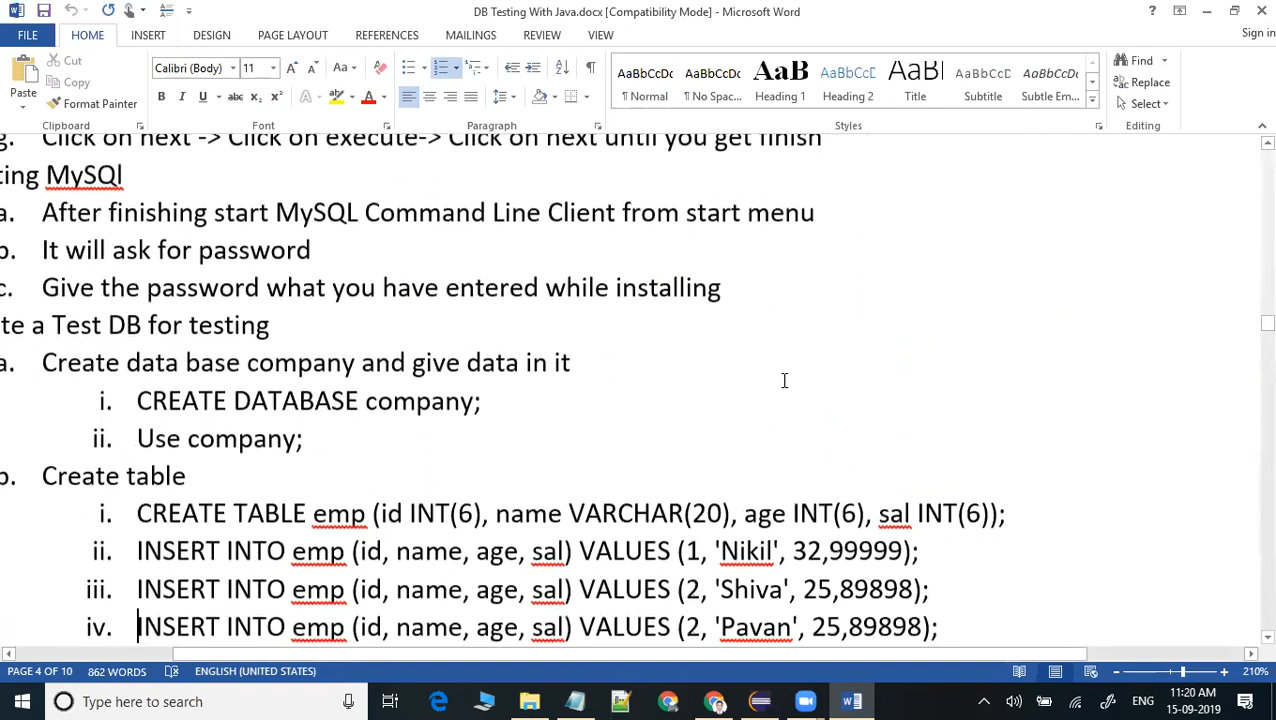 DB Testing With Java.docx [Compatibility Mode] - Microsoft Word
FILE HOME INSERT DESIGN PAGE LAYOUT REFERENCES MAILINGS REVIEW VIEW Sign in
Paste
Cut
Copy
Format Painter
Clipboard
Calibri (Body) 11
Font
Paragraph
AaBbCcDc AaBbCcDc AaB AaBbCcDc AaBl AaBbCcDc AaBbCcDc
¶ Normal ¶ No Spac... Heading 1 Heading 2 Title Subtitle Subtle Em...
Styles
Find
Replace
Select
Editing
g. Click on next -> Click on execute-> Click on next until you get finish
ting MySQl
a. After finishing start MySQL Command Line Client from start menu
b. It will ask for password
c. Give the password what you have entered while installing
te a Test DB for testing
a. Create data base company and give data in it
i. CREATE DATABASE company;
ii. Use company;
b. Create table
i. CREATE TABLE emp (id INT(6), name VARCHAR(20), age INT(6), sal INT(6));
ii. INSERT INTO emp (id, name, age, sal) VALUES (1, 'Nikil', 32,99999);
iii. INSERT INTO emp (id, name, age, sal) VALUES (2, 'Shiva', 25,89898);
iv. INSERT INTO emp (id, name, age, sal) VALUES (2, 'Pavan', 25,89898);
PAGE 4 OF 10 862 WORDS ENGLISH (UNITED STATES) 210%
Type here to search
ENG
11:20 AM
15-09-2019